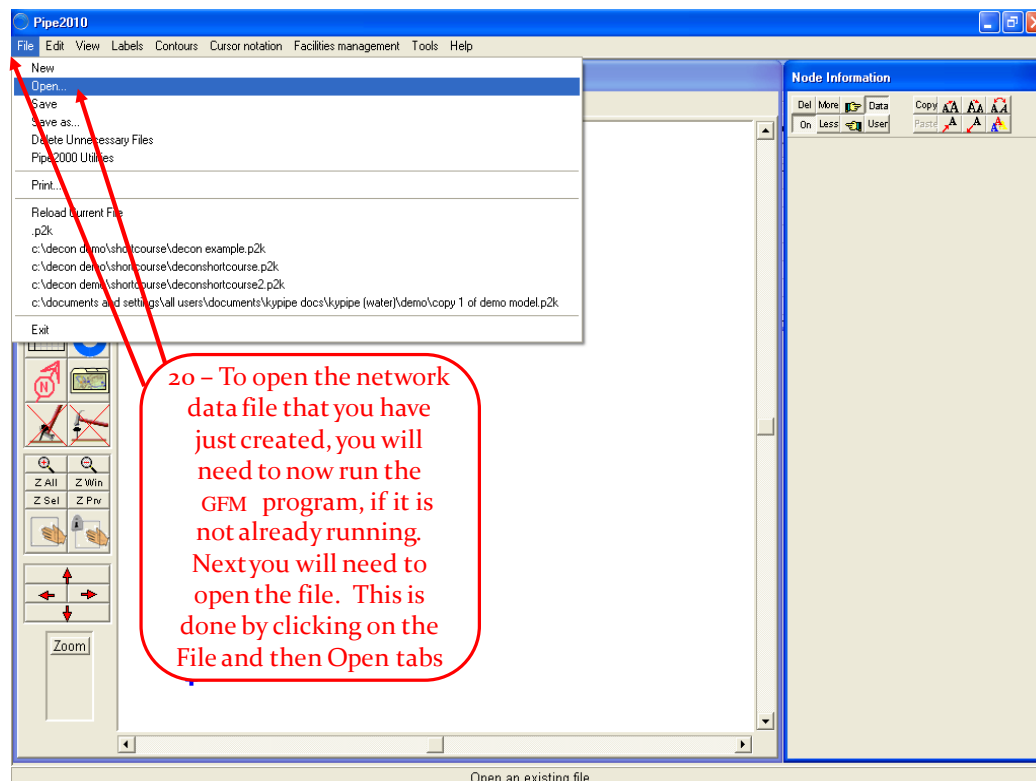 Pipe2010
File Edit View Labels Contours Cursor notation Facilities management Tools Help
New
Open...
Save
Save as...
Delete Unnecessary Files
Pipe2000 Utilities
Print...
Reload Current File
.p2k
c:\decon demo\shortcourse\decon example.p2k
c:\decon demo\shortcourse\deconshortcourse.p2k
c:\decon demo\shortcourse\deconshortcourse2.p2k
c:\documents and settings\all users\documents\kypipe docs\kypipe (water)\demo\copy 1 of demo model.p2k
Exit
Node Information
Del More Data Copy
On Less User Paste
N
Z All Z Win
Z Sel Z Prv
Zoom
20 – To open the network
data file that you have
just created, you will
need to now run the
GFM program, if it is
not already running.
Next you will need to
open the file. This is
done by clicking on the
File and then Open tabs
Open an existing file